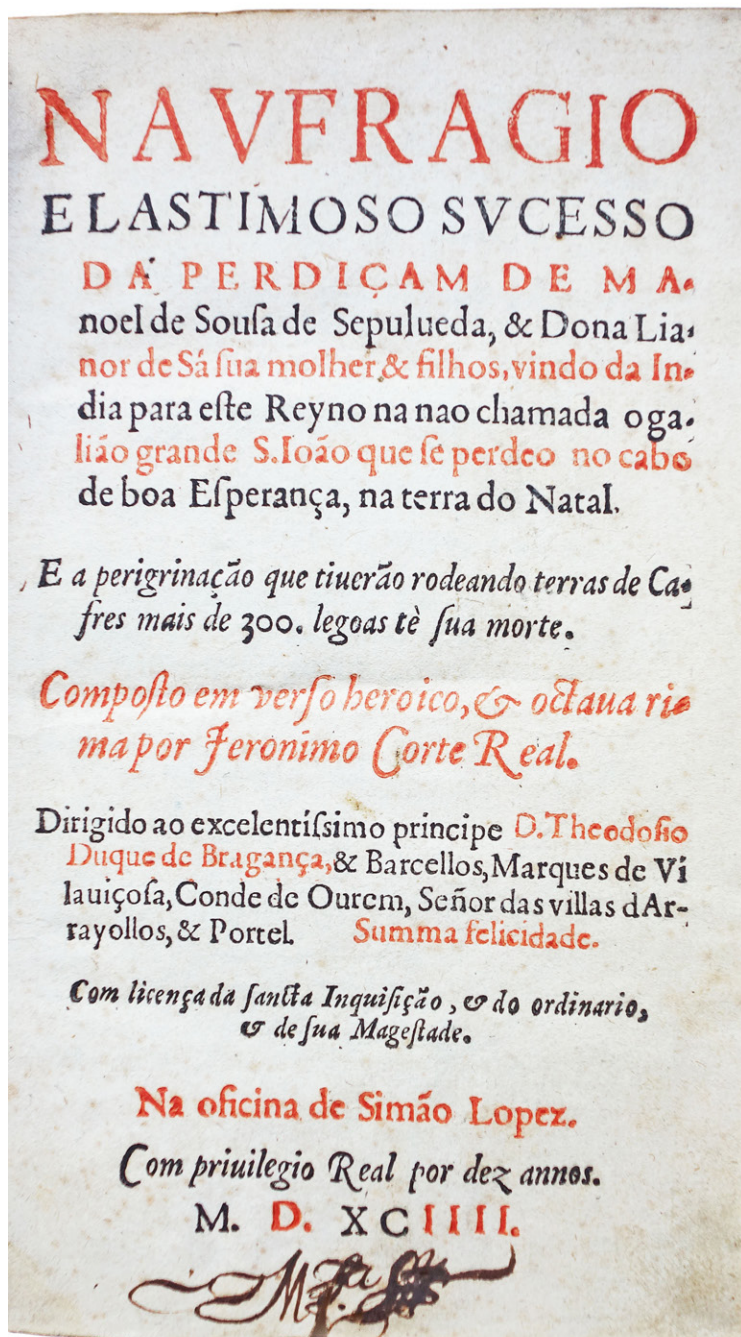 NAVFRAGIO
E LASTIMOSO SVCESSO
DA PERDIÇAM DE MA-
noel de Souſa de Sepulueda, & Dona Lia-
nor de Sá ſua molher, & filhos, vindo da In-
dia para eſte Reyno na nao chamada o ga-
lião grande S. Ioão que ſe perdeo no cabo
de boa Eſperança, na terra do Natal.
E a perigrinação que tiuerão rodeando terras de Ca-
fres mais de 300. legoas tè ſua morte.
Compoſto em verſo heroico, & octaua ri-
ma por Jeronimo Corte Real.
Dirigido ao excelentiſsimo principe D. Theodoſio
Duque de Bragança, & Barcellos, Marques de Vi
lauiçoſa, Conde de Ourem, Señor das villas dAr-
rayollos, & Portel. Summa felicidade.
Com licença da ſancta Inquiſição, & do ordinario,
& de ſua Mageſtade.
Na oficina de Simão Lopez.
Com priuilegio Real por dez annos.
M. D. XCIIII.